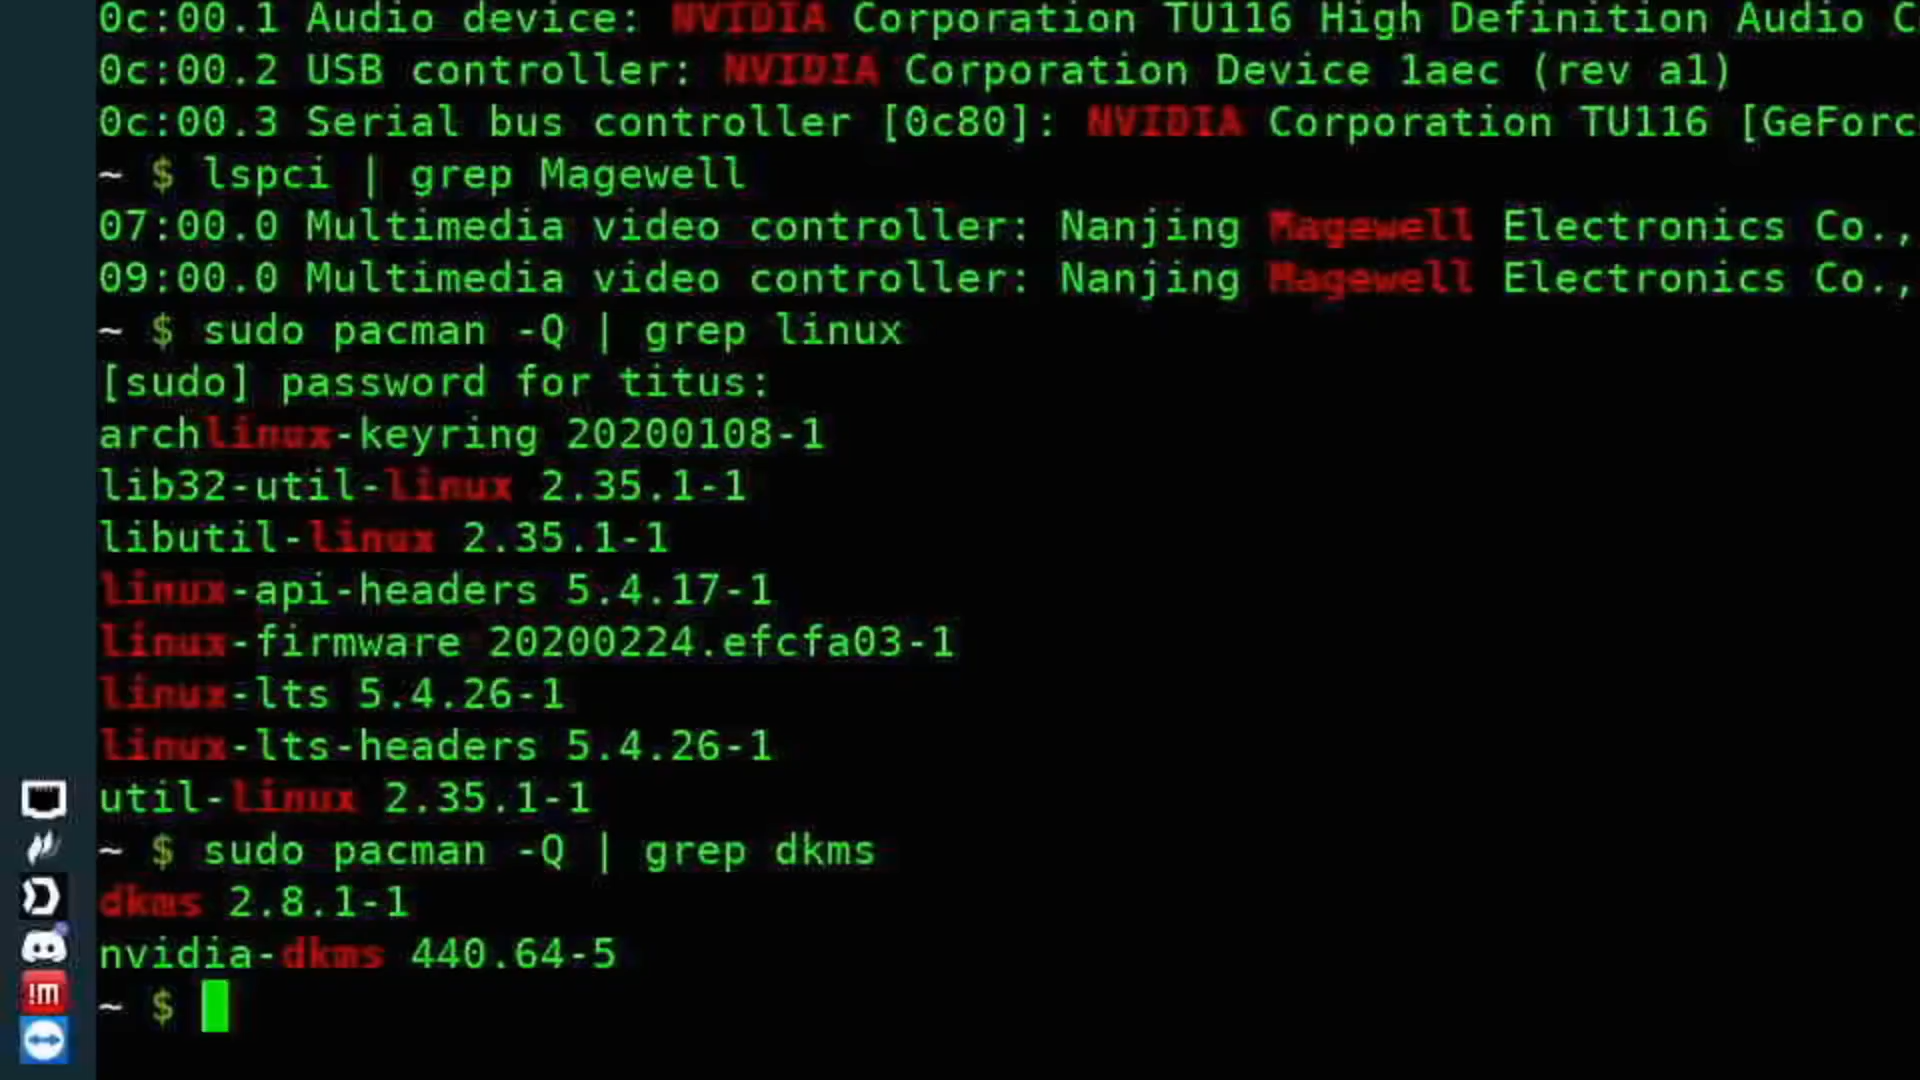 0c:00.1 Audio device: NVIDIA Corporation TU116 High Definition Audio C
0c:00.2 USB controller: NVIDIA Corporation Device 1aec (rev a1)
0c:00.3 Serial bus controller [0c80]: NVIDIA Corporation TU116 [GeForc
~ $ lspci | grep Magewell
07:00.0 Multimedia video controller: Nanjing Magewell Electronics Co.,
09:00.0 Multimedia video controller: Nanjing Magewell Electronics Co.,
~ $ sudo pacman -Q | grep linux
[sudo] password for titus:
archlinux-keyring 20200108-1
lib32-util-linux 2.35.1-1
libutil-linux 2.35.1-1
linux-api-headers 5.4.17-1
linux-firmware 20200224.efcfa03-1
linux-lts 5.4.26-1
linux-lts-headers 5.4.26-1
util-linux 2.35.1-1
~ $ sudo pacman -Q | grep dkms
dkms 2.8.1-1
nvidia-dkms 440.64-5
~ $
!m